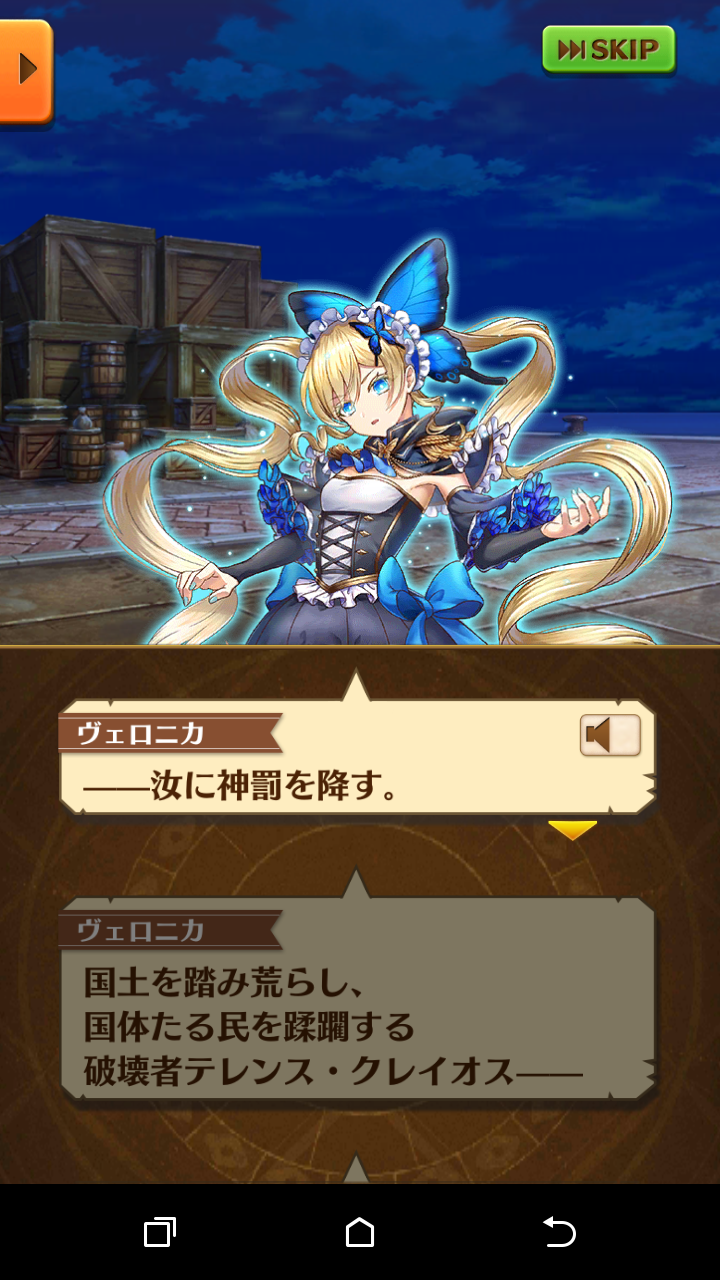 SKIP
ヴェロニカ
――汝に神罰を降す。
ヴェロニカ
国土を踏み荒らし、
国体たる民を蹂躙する
破壊者テレンス・クレイオス――